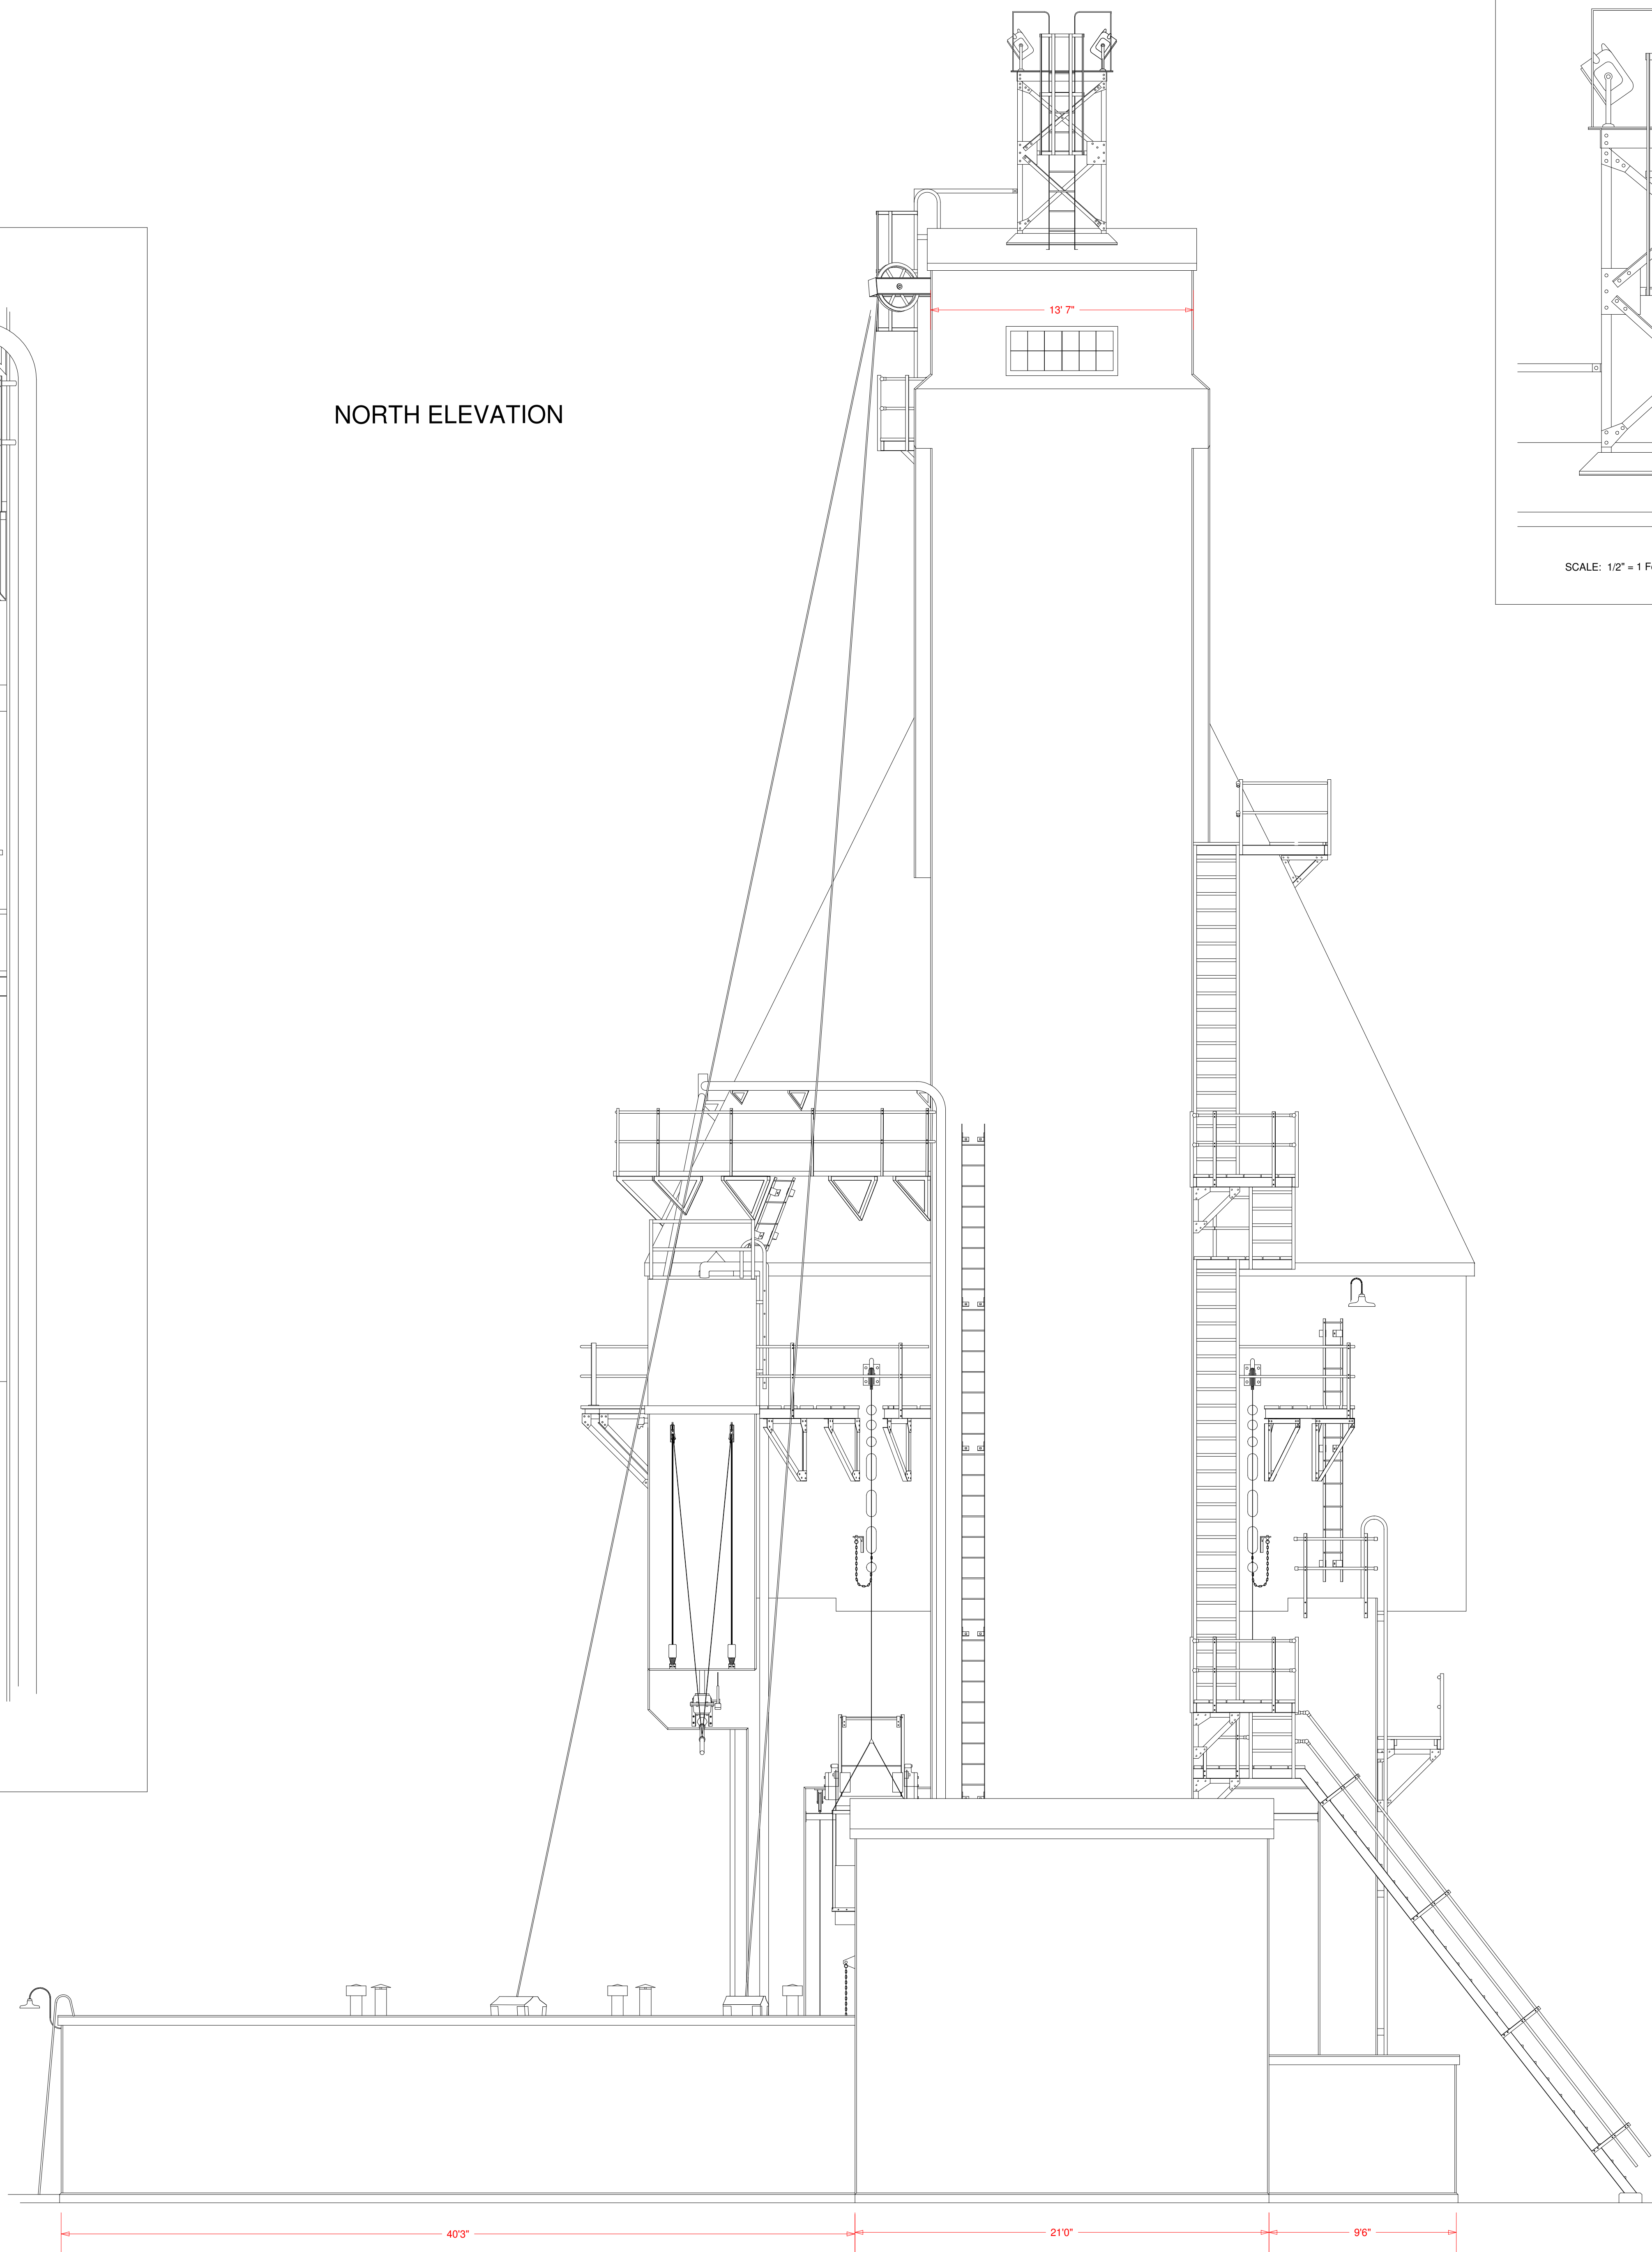 13' 7"
NORTH ELEVATION
SCALE: 1/2" = 1
40'3"
21'0"
9'6"